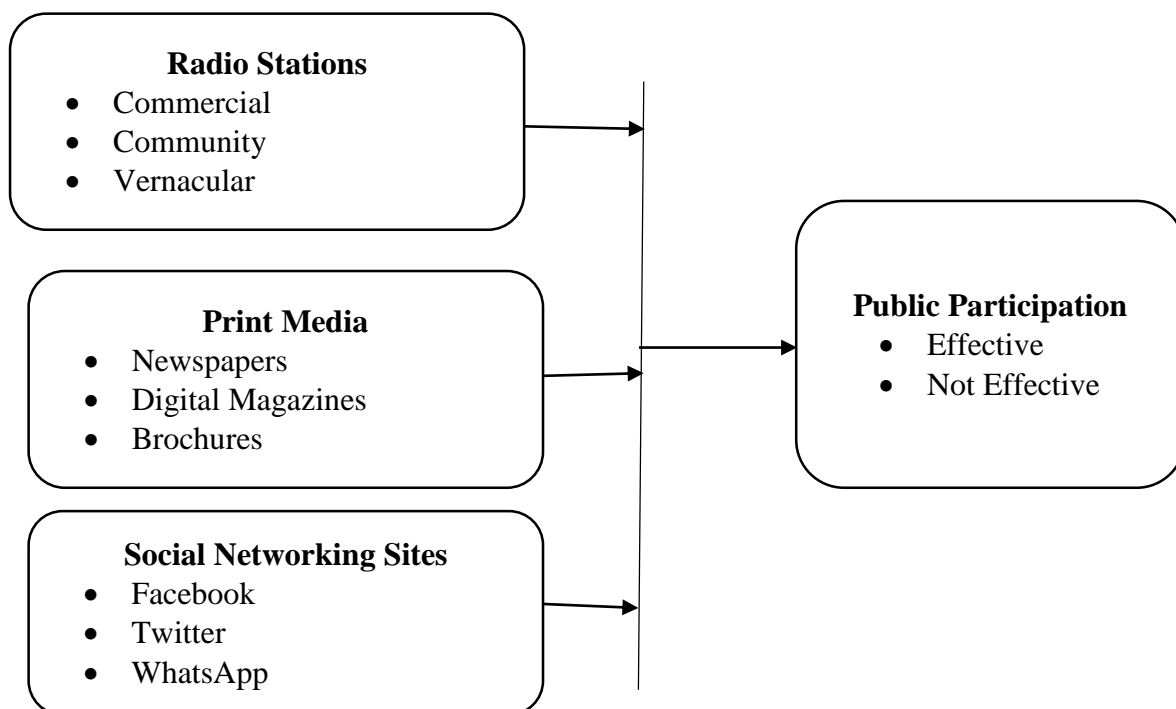 Radio Stations
• Commercial
• Community
• Vernacular
Print Media
• Newspapers
• Digital Magazines
• Brochures
Social Networking Sites
• Facebook
• Twitter
• WhatsApp
Public Participation
• Effective
• Not Effective